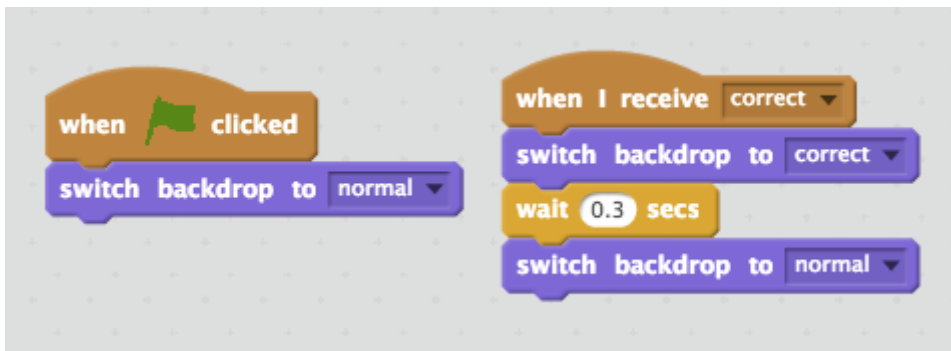 when clicked
switch backdrop to normal
when I receive correct
switch backdrop to correct
wait 0.3 secs
switch backdrop to normal